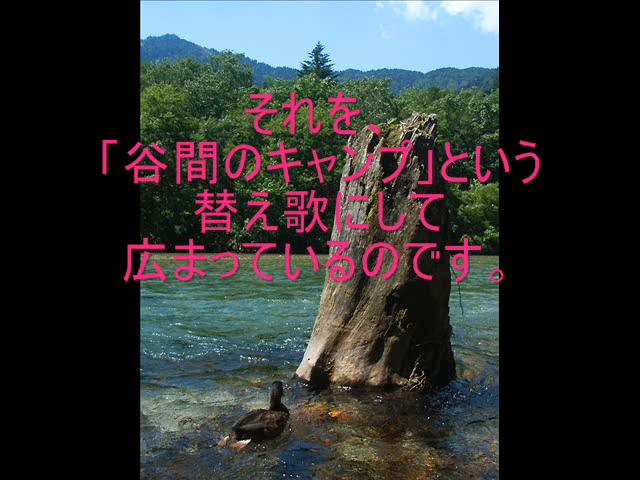 それを、
「谷間のキャンプ」という
替え歌にして
広まっているのです。